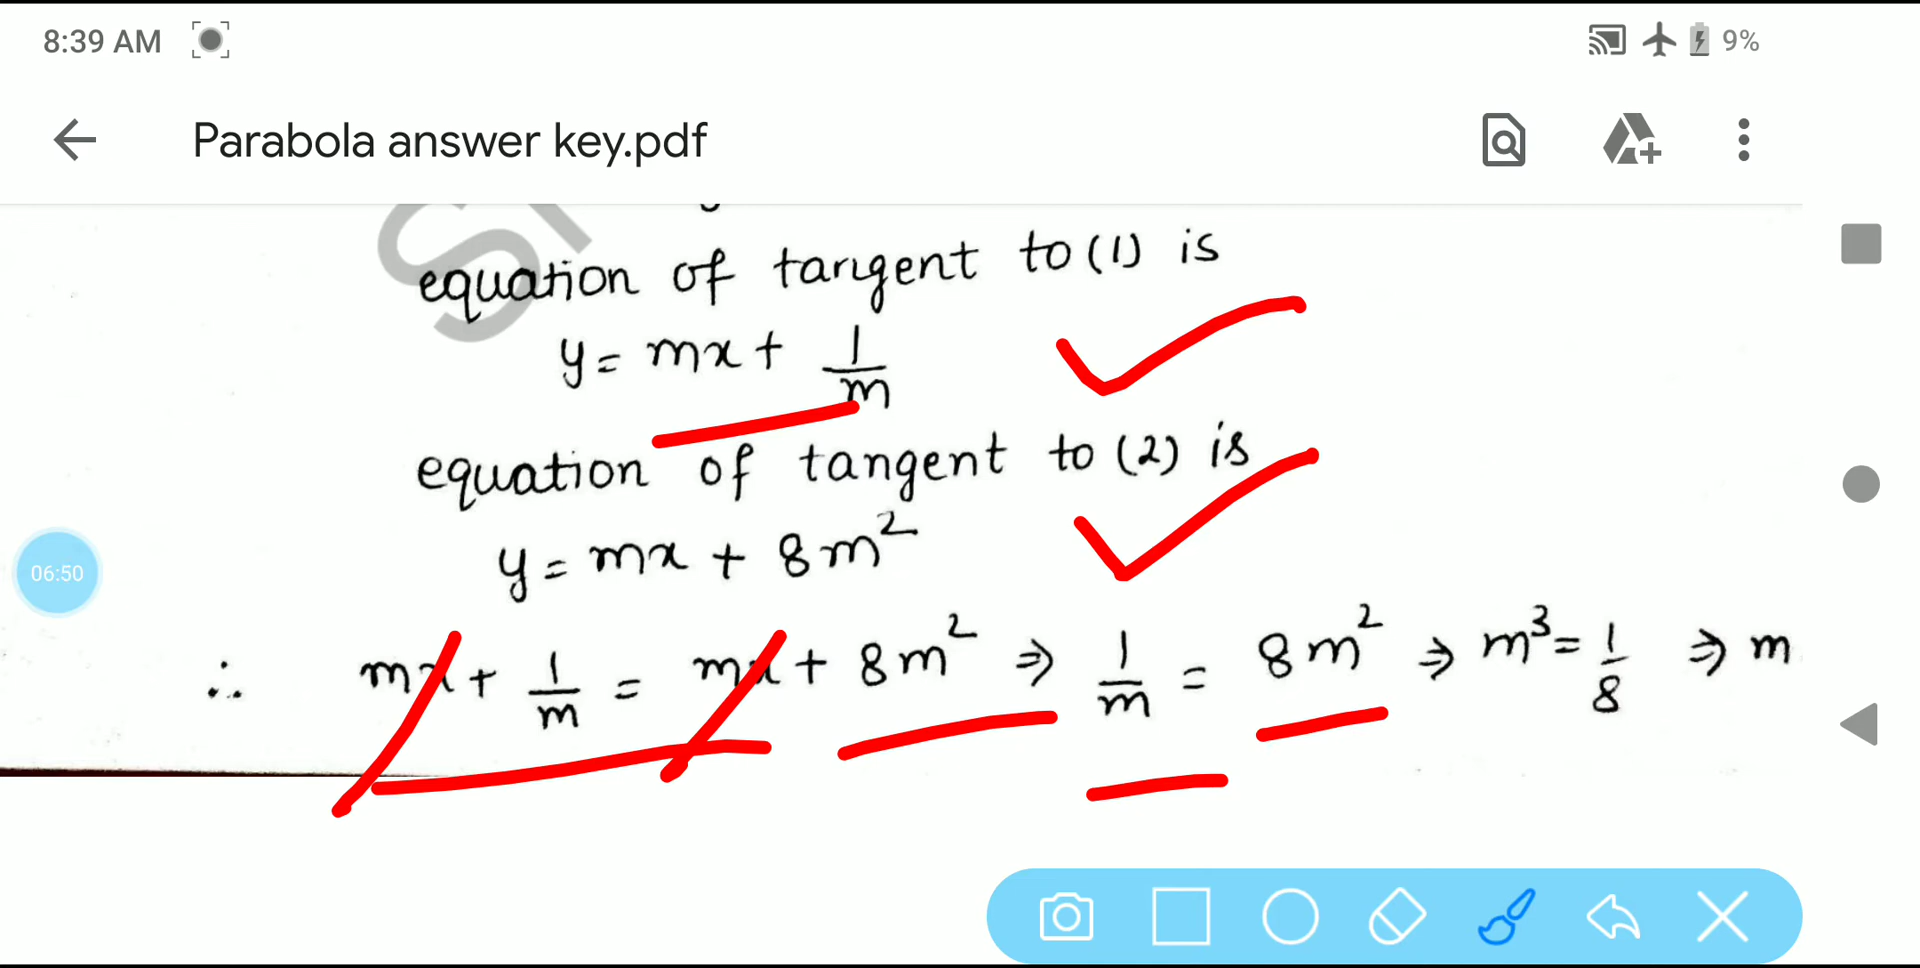 8:39 AM 9%
Parabola answer key.pdf
equation of tangent to (1) is
y = mx + 1/m
equation of tangent to (2) is
y = mx + 8m²
06:50
∴ mx + 1/m = mx + 8m² ⇒ 1/m = 8m² ⇒ m³ = 1/8 ⇒ m